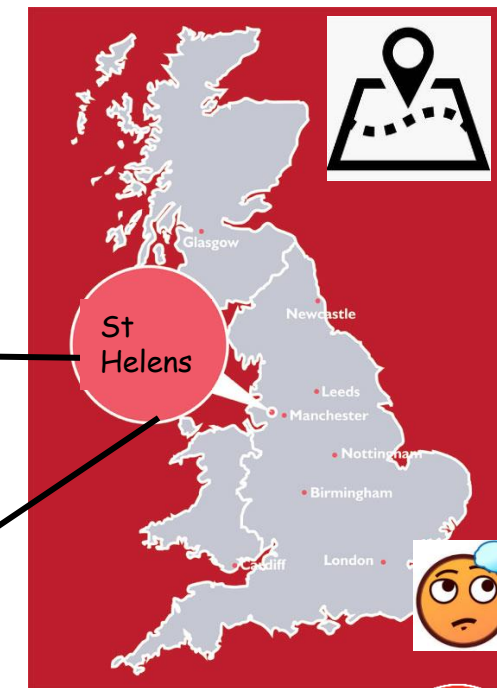 Glasgow
Newcastle
St
Helens
Leeds
Manchester
Nottingham
Birmingham
London
Cardiff